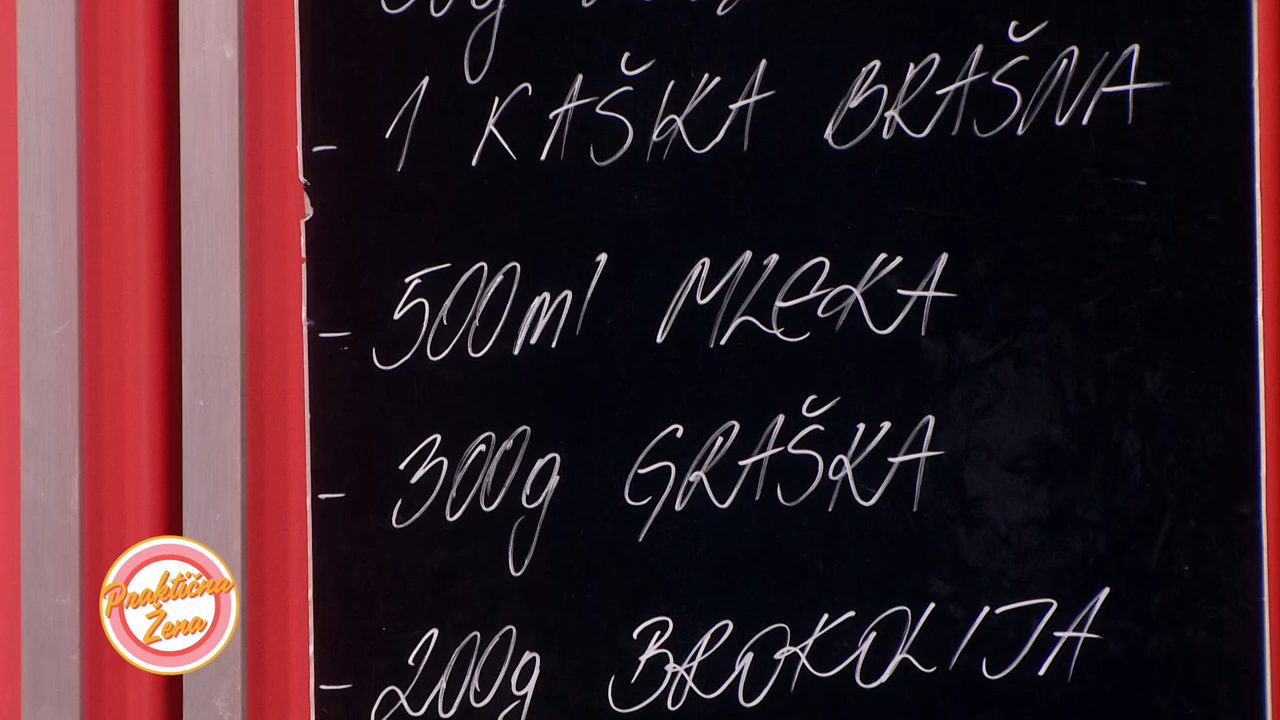 - 1 KAŠIKA BRAŠNA
- 500ml MLEKA
- 300g GRAŠKA
- 200g BROKOLIJA
Praktična
Žena